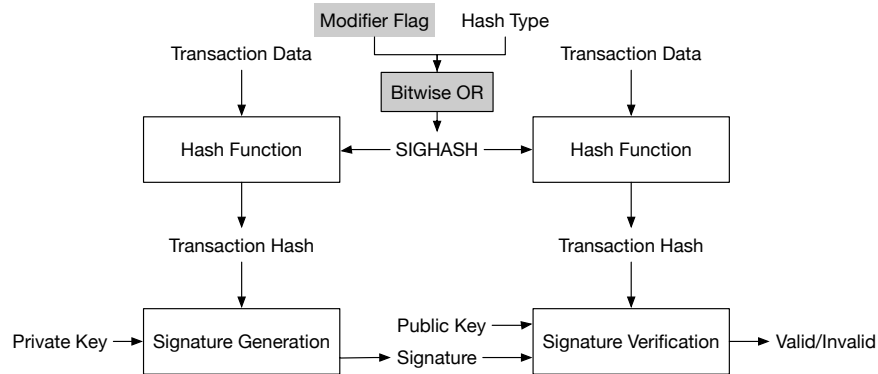 Modifier Flag
Hash Type
Transaction Data
Transaction Data
Bitwise OR
Hash Function
SIGHASH
Hash Function
Transaction Hash
Transaction Hash
Private Key
Signature Generation
Public Key
Signature
Signature Verification
Valid/Invalid